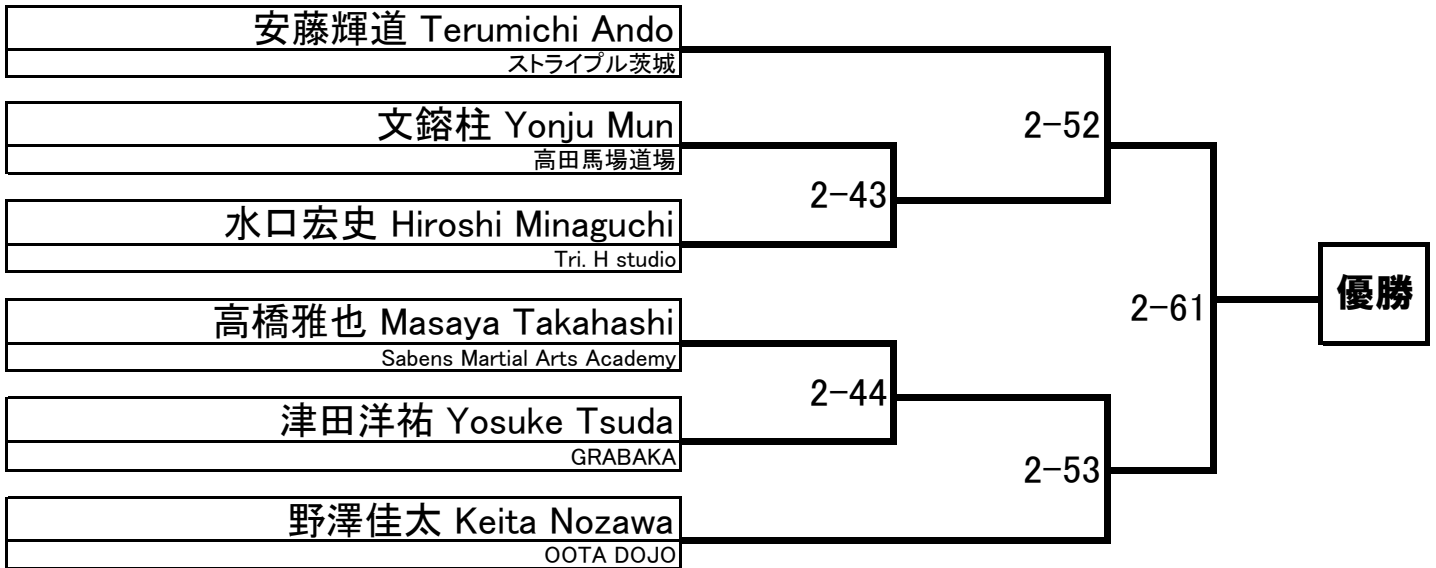 安藤輝道 Terumichi Ando
ストライプル茨城
文鎔柱 Yonju Mun
高田馬場道場
水口宏史 Hiroshi Minaguchi
Tri. H studio
高橋雅也 Masaya Takahashi
Sabens Martial Arts Academy
津田洋祐 Yosuke Tsuda
GRABAKA
野澤佳太 Keita Nozawa
OOTA DOJO
2-43
2-44
2-52
2-53
2-61
優勝